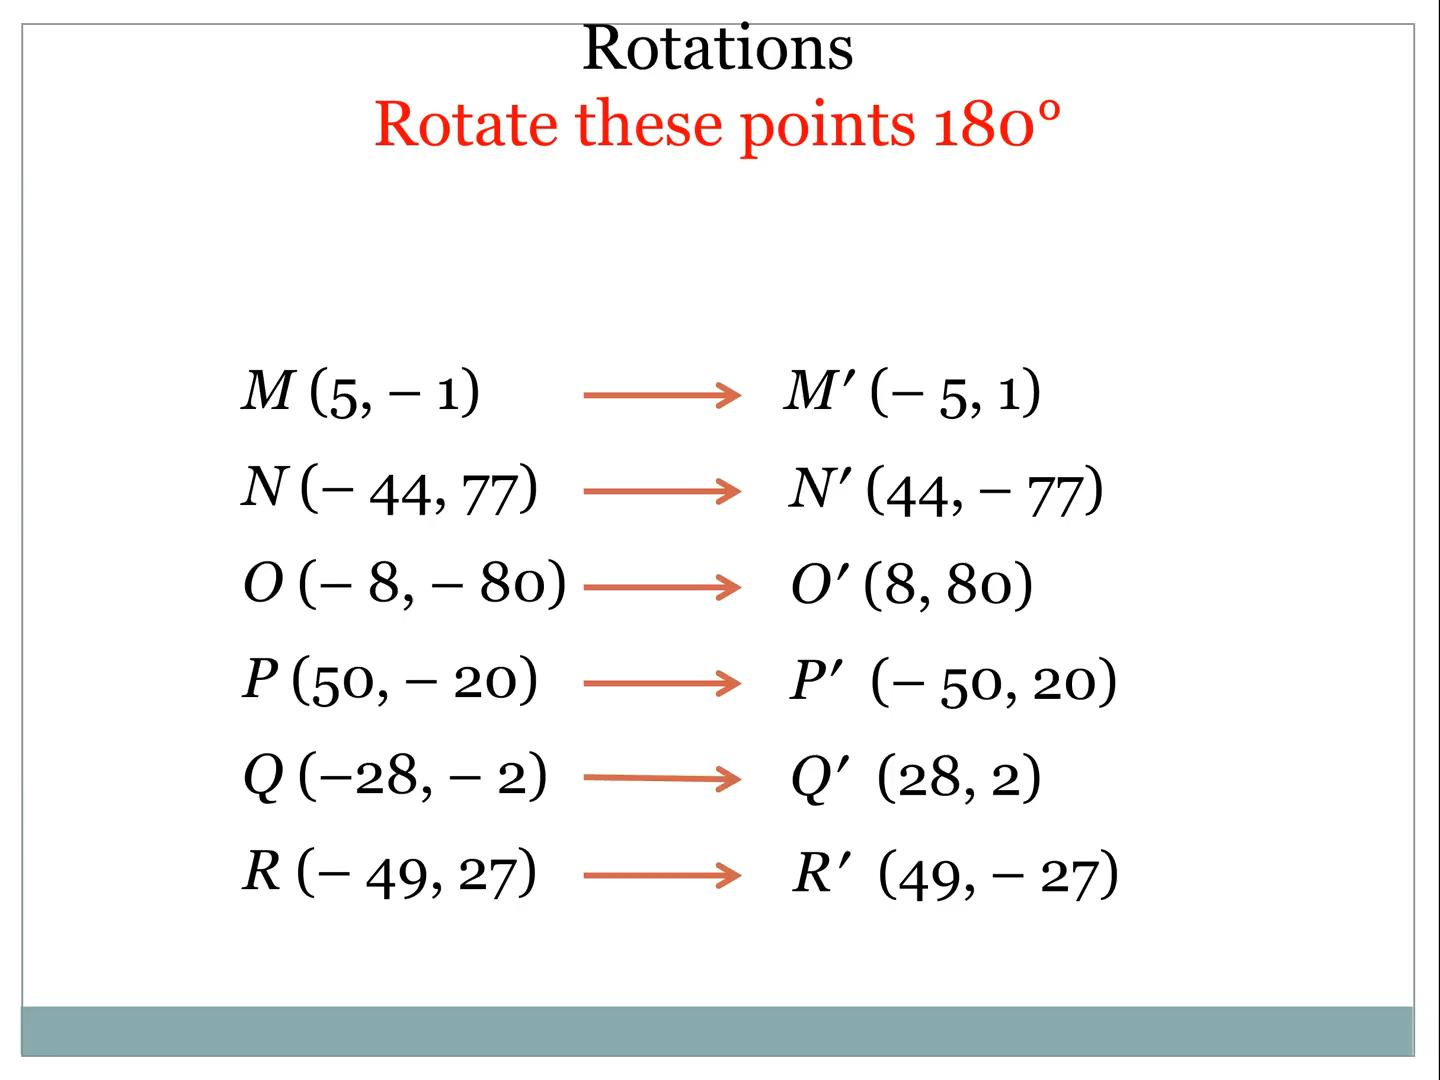 Rotations
Rotate these points 180°
M (5, – 1) M′ (– 5, 1)
N (– 44, 77) N′ (44, – 77)
O (– 8, – 80) O′ (8, 80)
P (50, – 20) P′ (– 50, 20)
Q (–28, – 2) Q′ (28, 2)
R (– 49, 27) R′ (49, – 27)